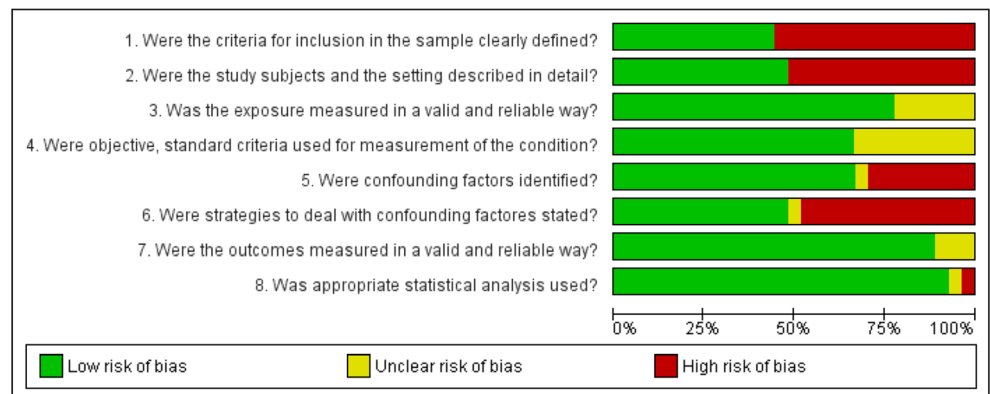 1. Were the criteria for inclusion in the sample clearly defined?
2. Were the study subjects and the setting described in detail?
3. Was the exposure measured in a valid and reliable way?
4. Were objective, standard criteria used for measurement of the condition?
5. Were confounding factors identified?
6. Were strategies to deal with confounding factores stated?
7. Were the outcomes measured in a valid and reliable way?
8. Was appropriate statistical analysis used?
0% 25% 50% 75% 100%
Low risk of bias Unclear risk of bias High risk of bias